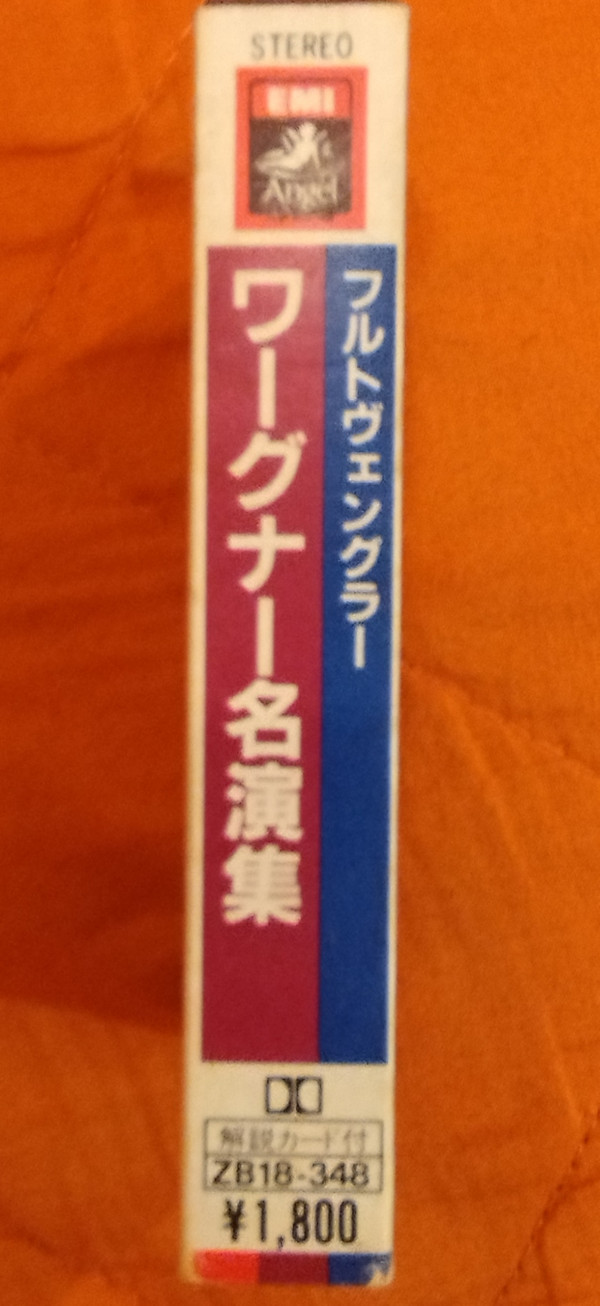 STEREO
EMI
Angel
フルトヴェングラー
ワーグナー名演集
解説カード付
ZB18-348
¥1,800